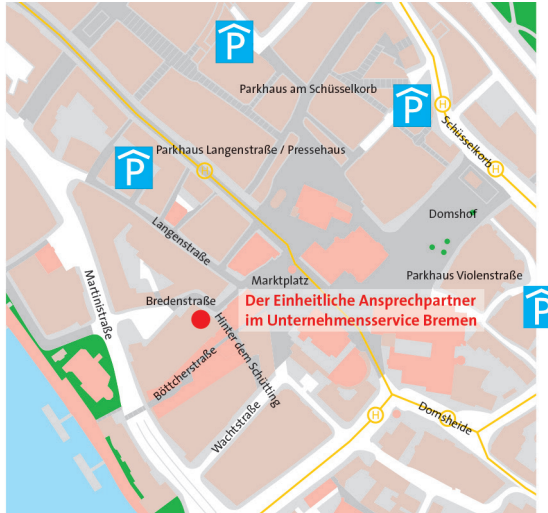 P
Parkhaus am Schüsselkorb
P
H
Schüsselkorb
Parkhaus Langenstraße / Pressehaus
P
H
H
Domshof
Langenstraße
Martinistraße
Marktplatz
Parkhaus Violenstraße
P
Bredenstraße
Der Einheitliche Ansprechpartner
im Unternehmensservice Bremen
Hinter dem Schütting
Böttcherstraße
Wachtstraße
H
H
Domsheide